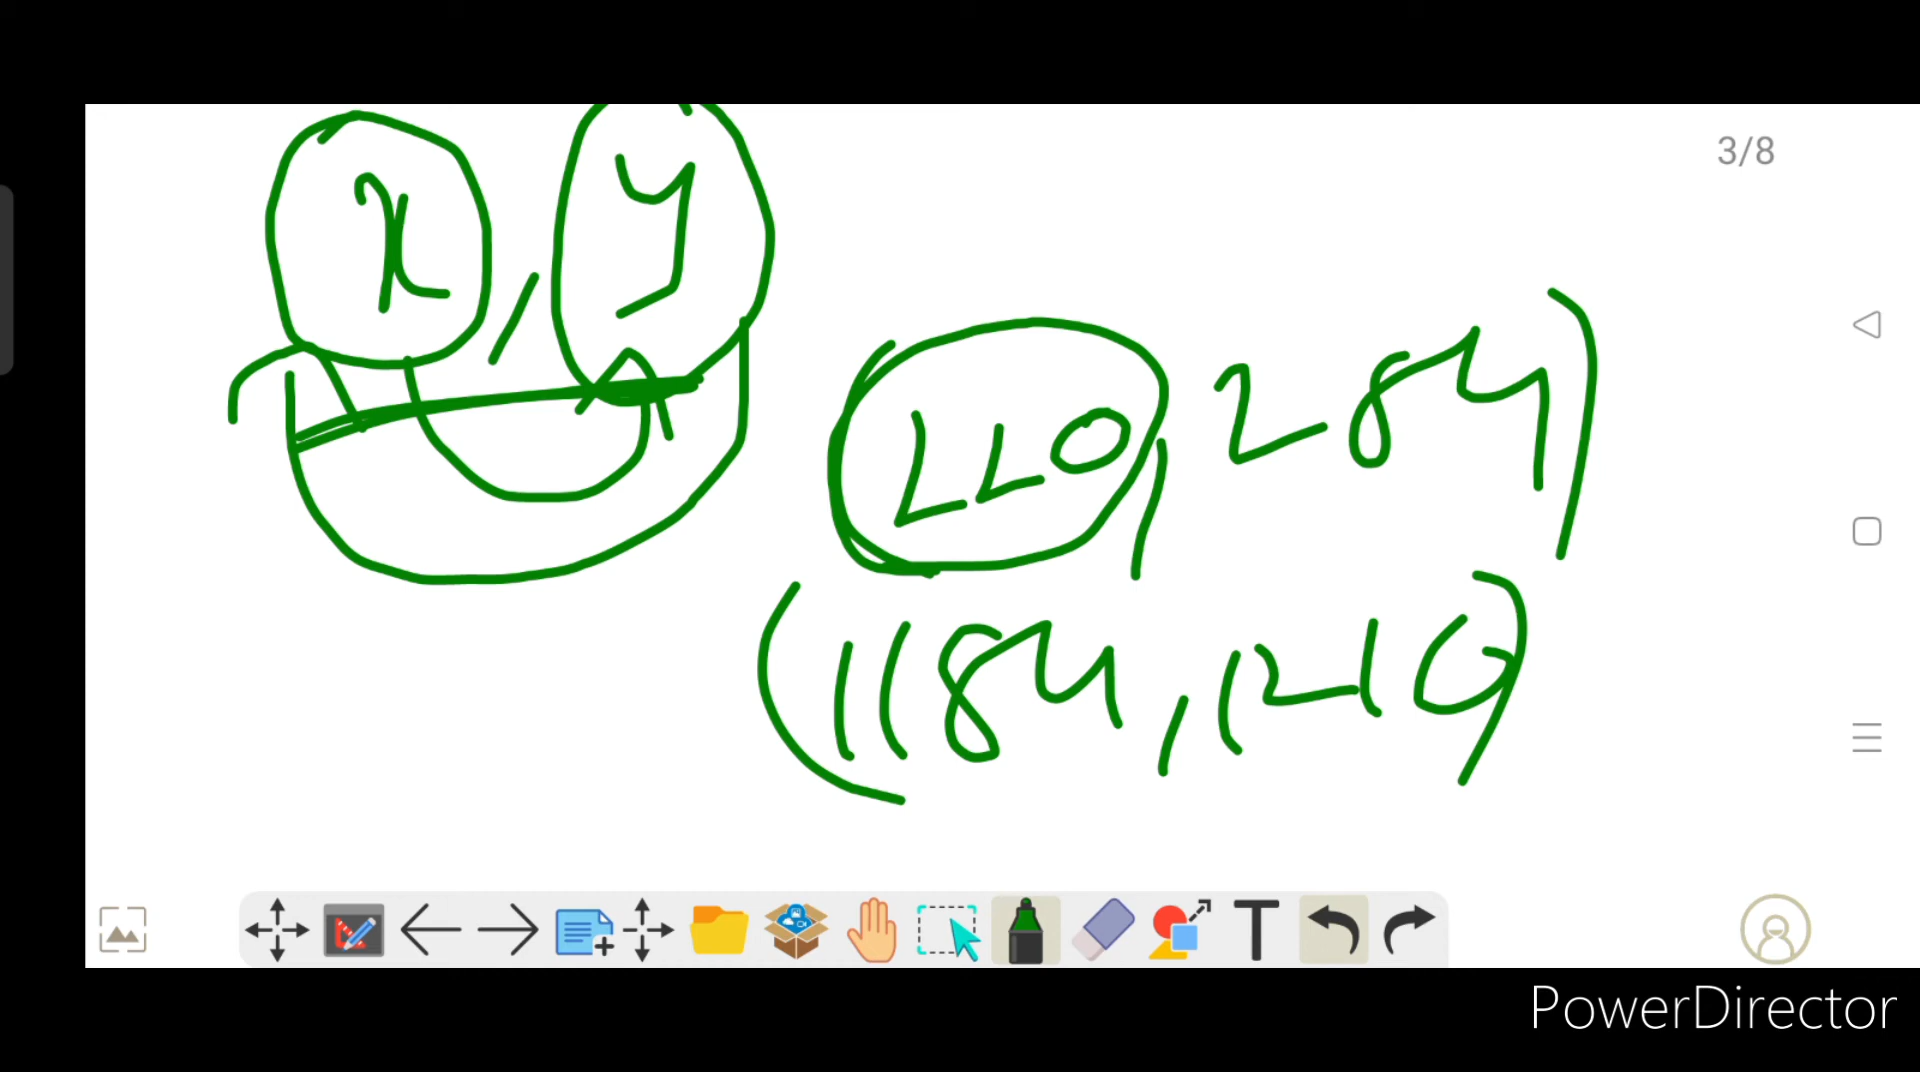 3/8
x, y
220, 284)
(1184, 1210)
T
PowerDirector